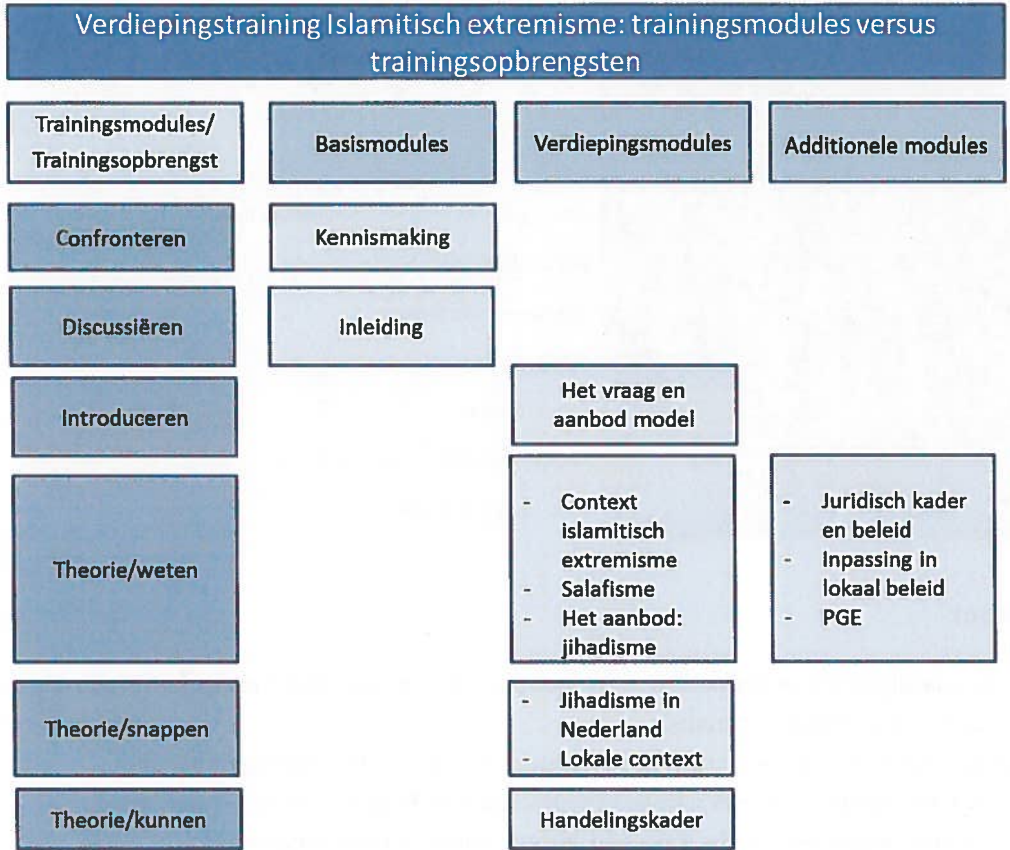 Verdiepingstraining Islamitisch extremisme: trainingsmodules versus
trainingsopbrengsten
Trainingsmodules/
Trainingsopbrengst
Basismodules
Verdiepingsmodules
Additionele modules
Confronteren
Kennismaking
Discussiëren
Inleiding
Introduceren
Het vraag en
aanbod model
Theorie/weten
- Context
islamitisch
extremisme
- Salafisme
- Het aanbod:
jihadisme
- Juridisch kader
en beleid
- Inpassing in
lokaal beleid
- PGE
Theorie/snappen
- Jihadisme in
Nederland
- Lokale context
Theorie/kunnen
Handelingskader